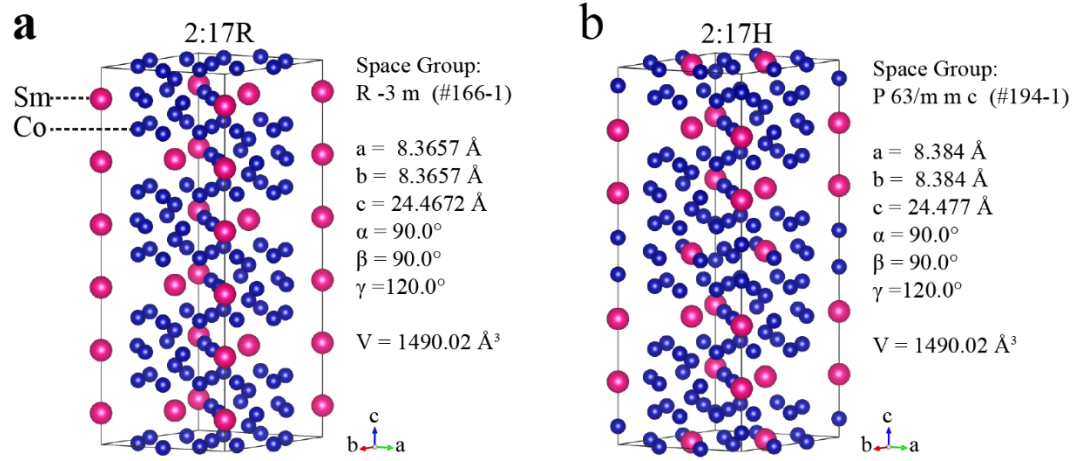 a
2:17R
Sm
Co
Space Group:
R -3 m (#166-1)
a = 8.3657 Å
b = 8.3657 Å
c = 24.4672 Å
α = 90.0°
β = 90.0°
γ =120.0°
V = 1490.02 Å³
c
b
a
b
2:17H
Space Group:
P 63/m m c (#194-1)
a = 8.384 Å
b = 8.384 Å
c = 24.477 Å
α = 90.0°
β = 90.0°
γ =120.0°
V = 1490.02 Å³
c
b
a